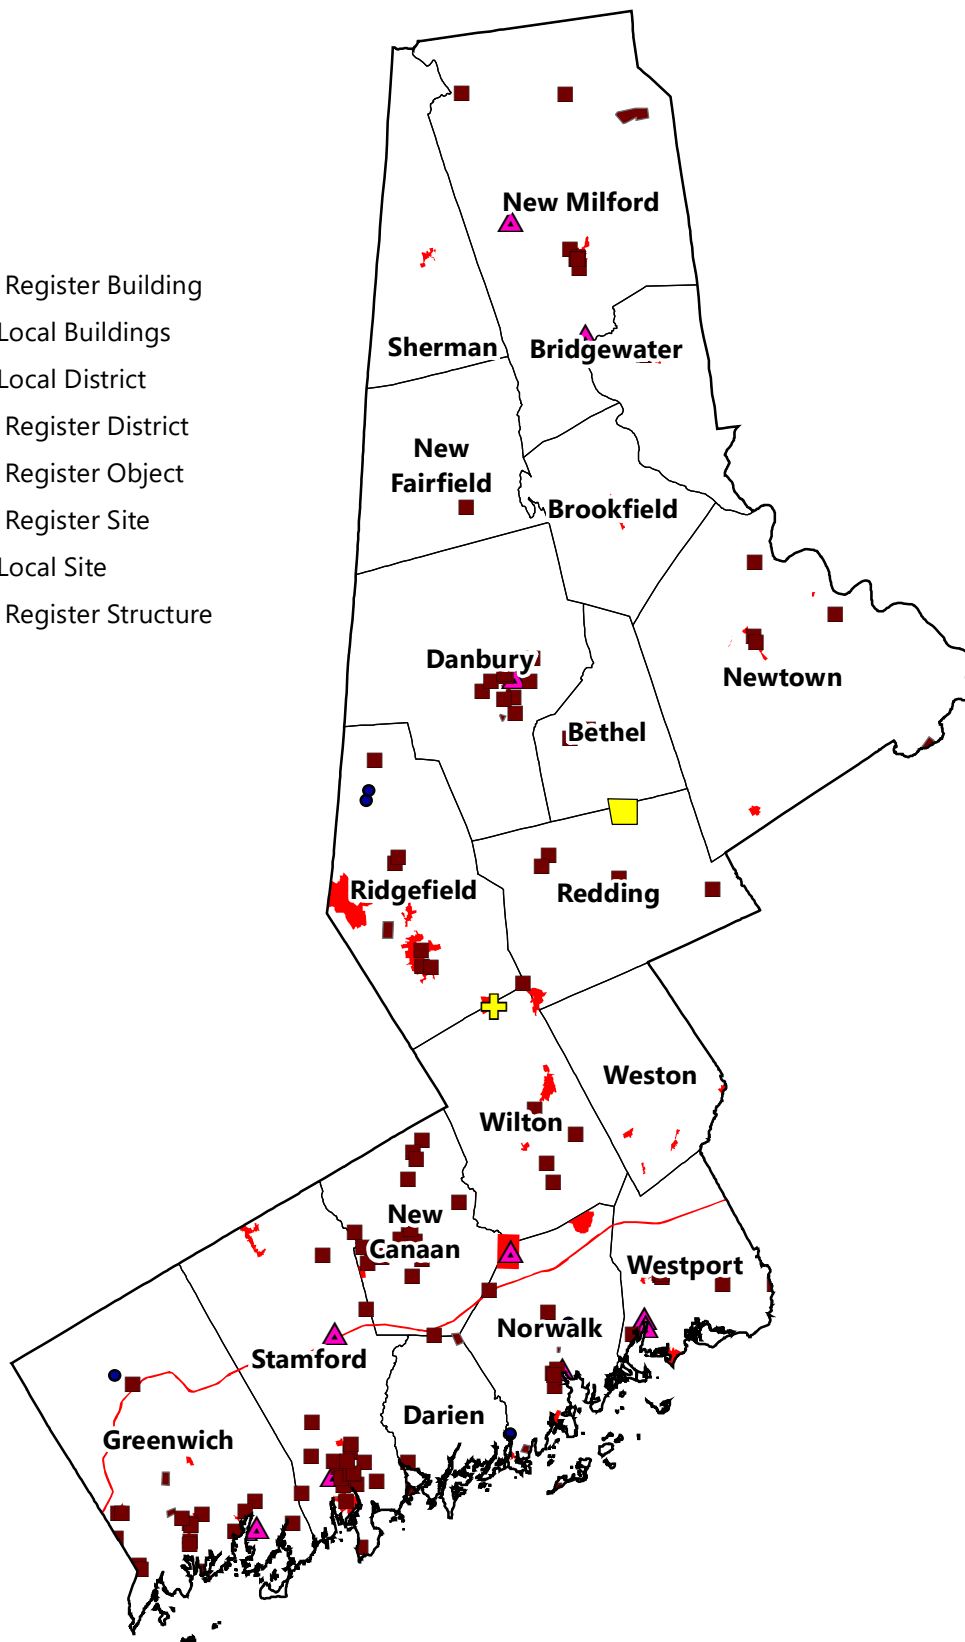 New Milford
Register Building
Local Buildings
Sherman
Bridgewater
Local District
Register District
New
Fairfield
Register Object
Brookfield
Register Site
Local Site
Register Structure
Danbury
Newtown
Bethel
Ridgefield
Redding
Weston
Wilton
New
Canaan
Westport
Norwalk
Stamford
Darien
Greenwich